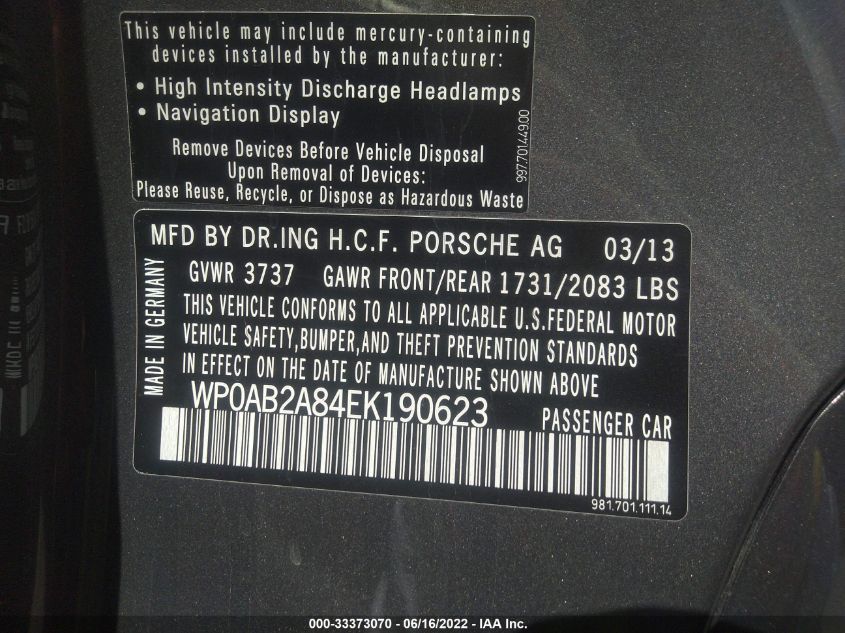 This vehicle may include mercury-containing
devices installed by the manufacturer:
• High Intensity Discharge Headlamps
• Navigation Display
Remove Devices Before Vehicle Disposal
Upon Removal of Devices:
Please Reuse, Recycle, or Dispose as Hazardous Waste
99770144900
MFD BY DR.ING H.C.F. PORSCHE AG 03/13
GVWR 3737 GAWR FRONT/REAR 1731/2083 LBS
THIS VEHICLE CONFORMS TO ALL APPLICABLE U.S.FEDERAL MOTOR
VEHICLE SAFETY,BUMPER,AND THEFT PREVENTION STANDARDS
IN EFFECT ON THE DATE OF MANUFACTURE SHOWN ABOVE
MADE IN GERMANY
WP0AB2A84EK190623 PASSENGER CAR
981.701.111.14
000-33373070 - 06/16/2022 - IAA Inc.